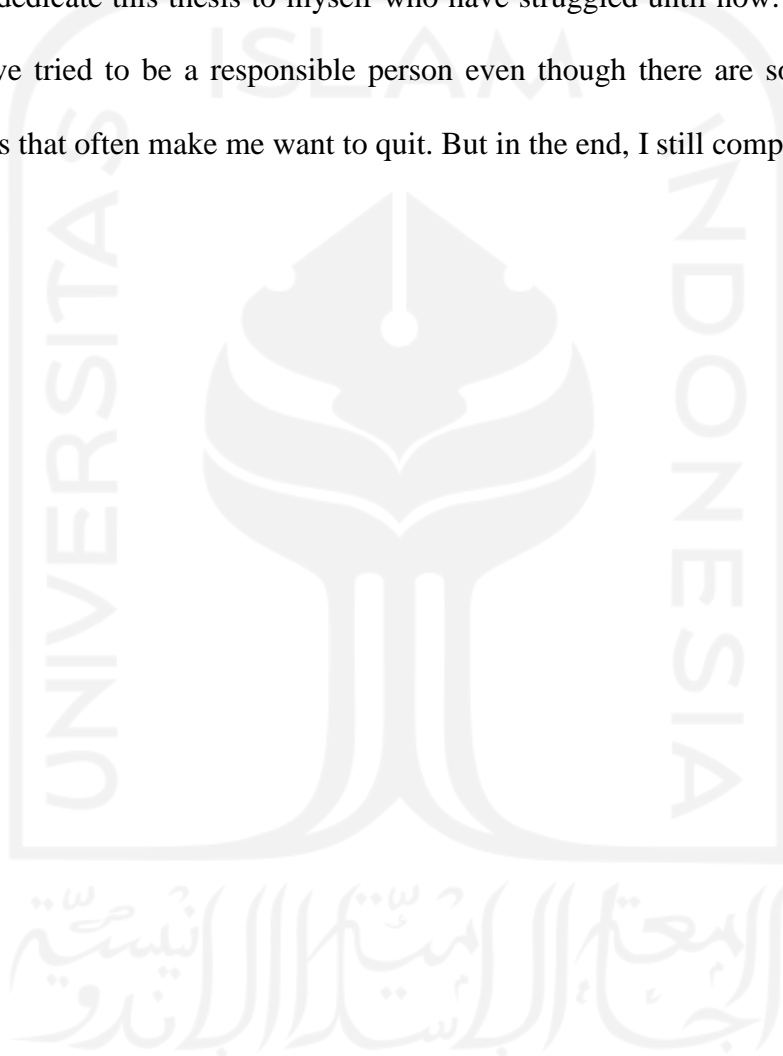 dedicate this thesis to myself who have struggled until now.
ve tried to be a responsible person even though there are so
s that often make me want to quit. But in the end, I still comp
UNIVERSITAS
ISLAM
INDONESIA